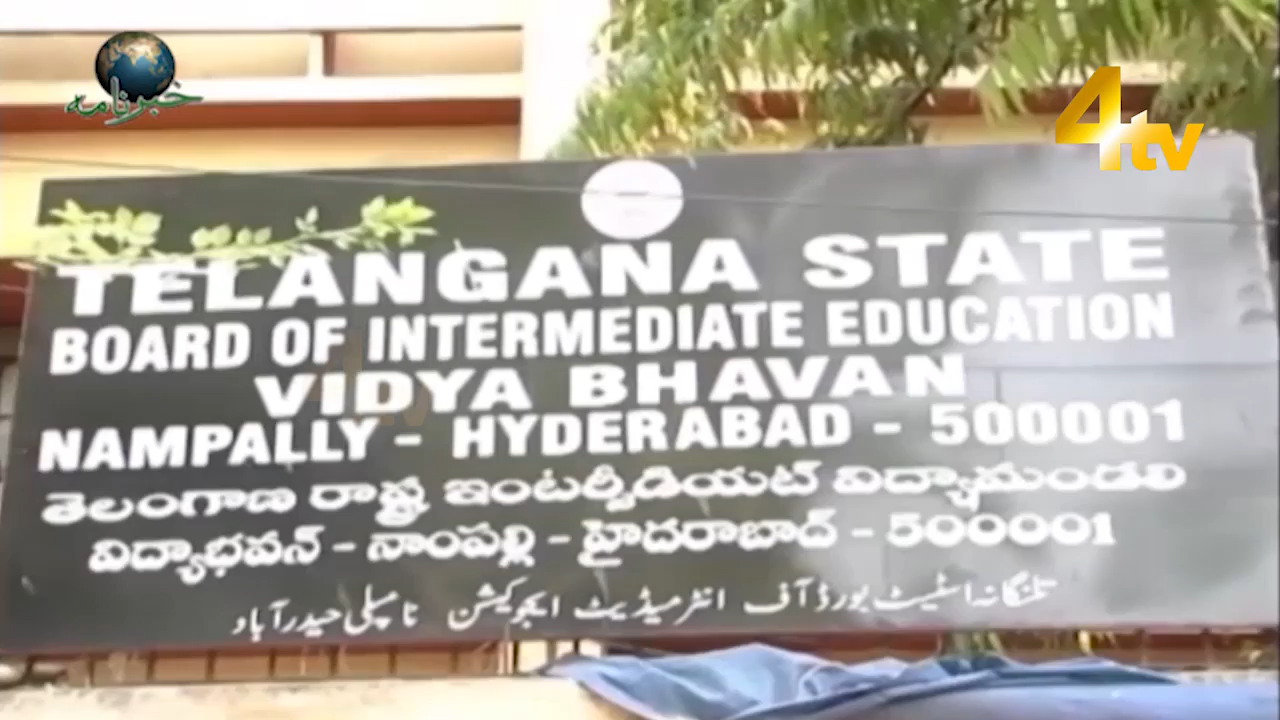 خبرنامہ
4tv
TELANGANA STATE
BOARD OF INTERMEDIATE EDUCATION
VIDYA BHAVAN
NAMPALLY - HYDERABAD - 500001
తెలంగాణ రాష్ట్ర ఇంటర్మీడియట్ విద్యామండలి
విద్యాభవన్ - నాంపల్లి - హైదరాబాద్ - 500001
تلنگانہ اسٹیٹ بورڈ آف انٹرمیڈیٹ ایجوکیشن نامپلی حیدرآباد